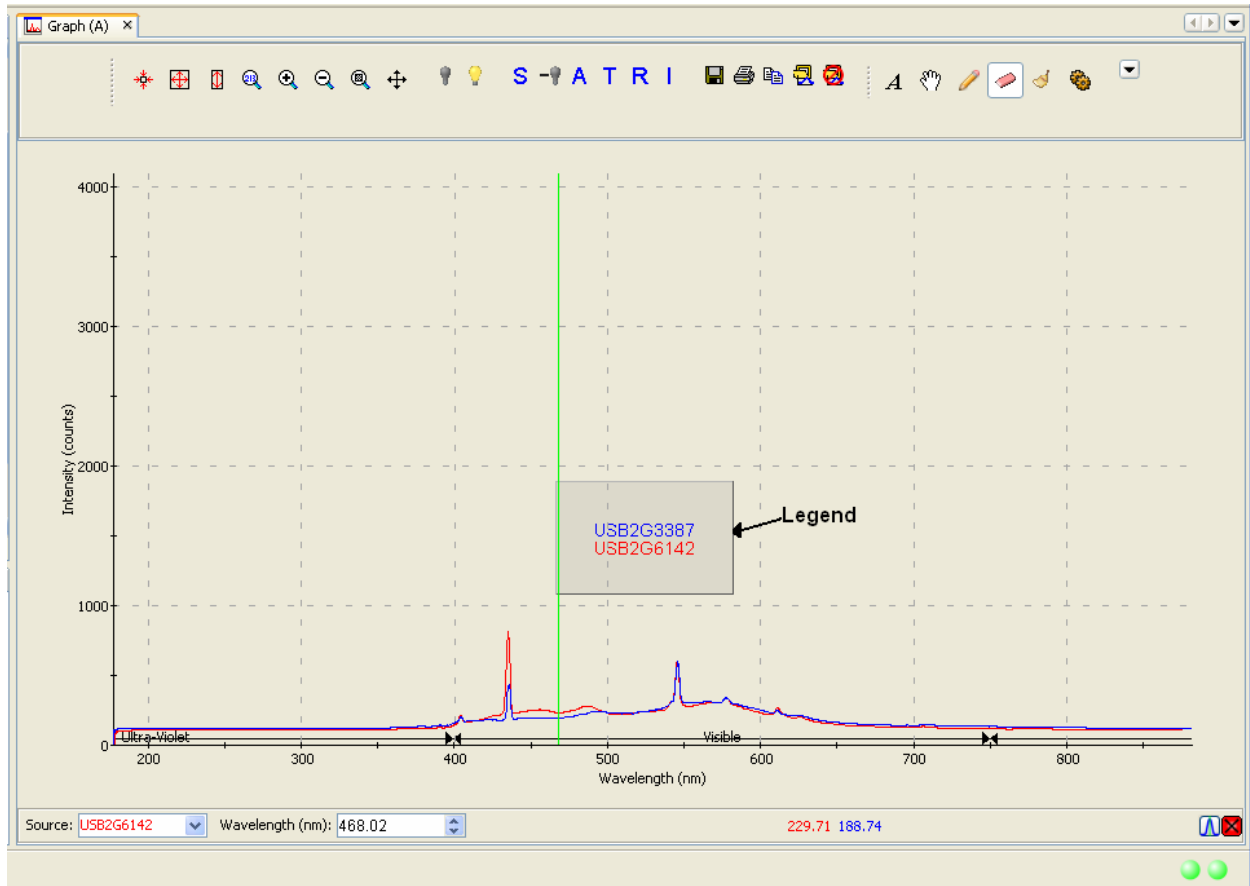 Graph (A)
S A T R I
A
4000
3000
2000
1000
0
Intensity (counts)
USB2G3387
USB2G6142
Legend
Ultra-Violet
Visible
200 300 400 500 600 700 800
Wavelength (nm)
Source: USB2G6142 Wavelength (nm): 468.02 229.71 188.74